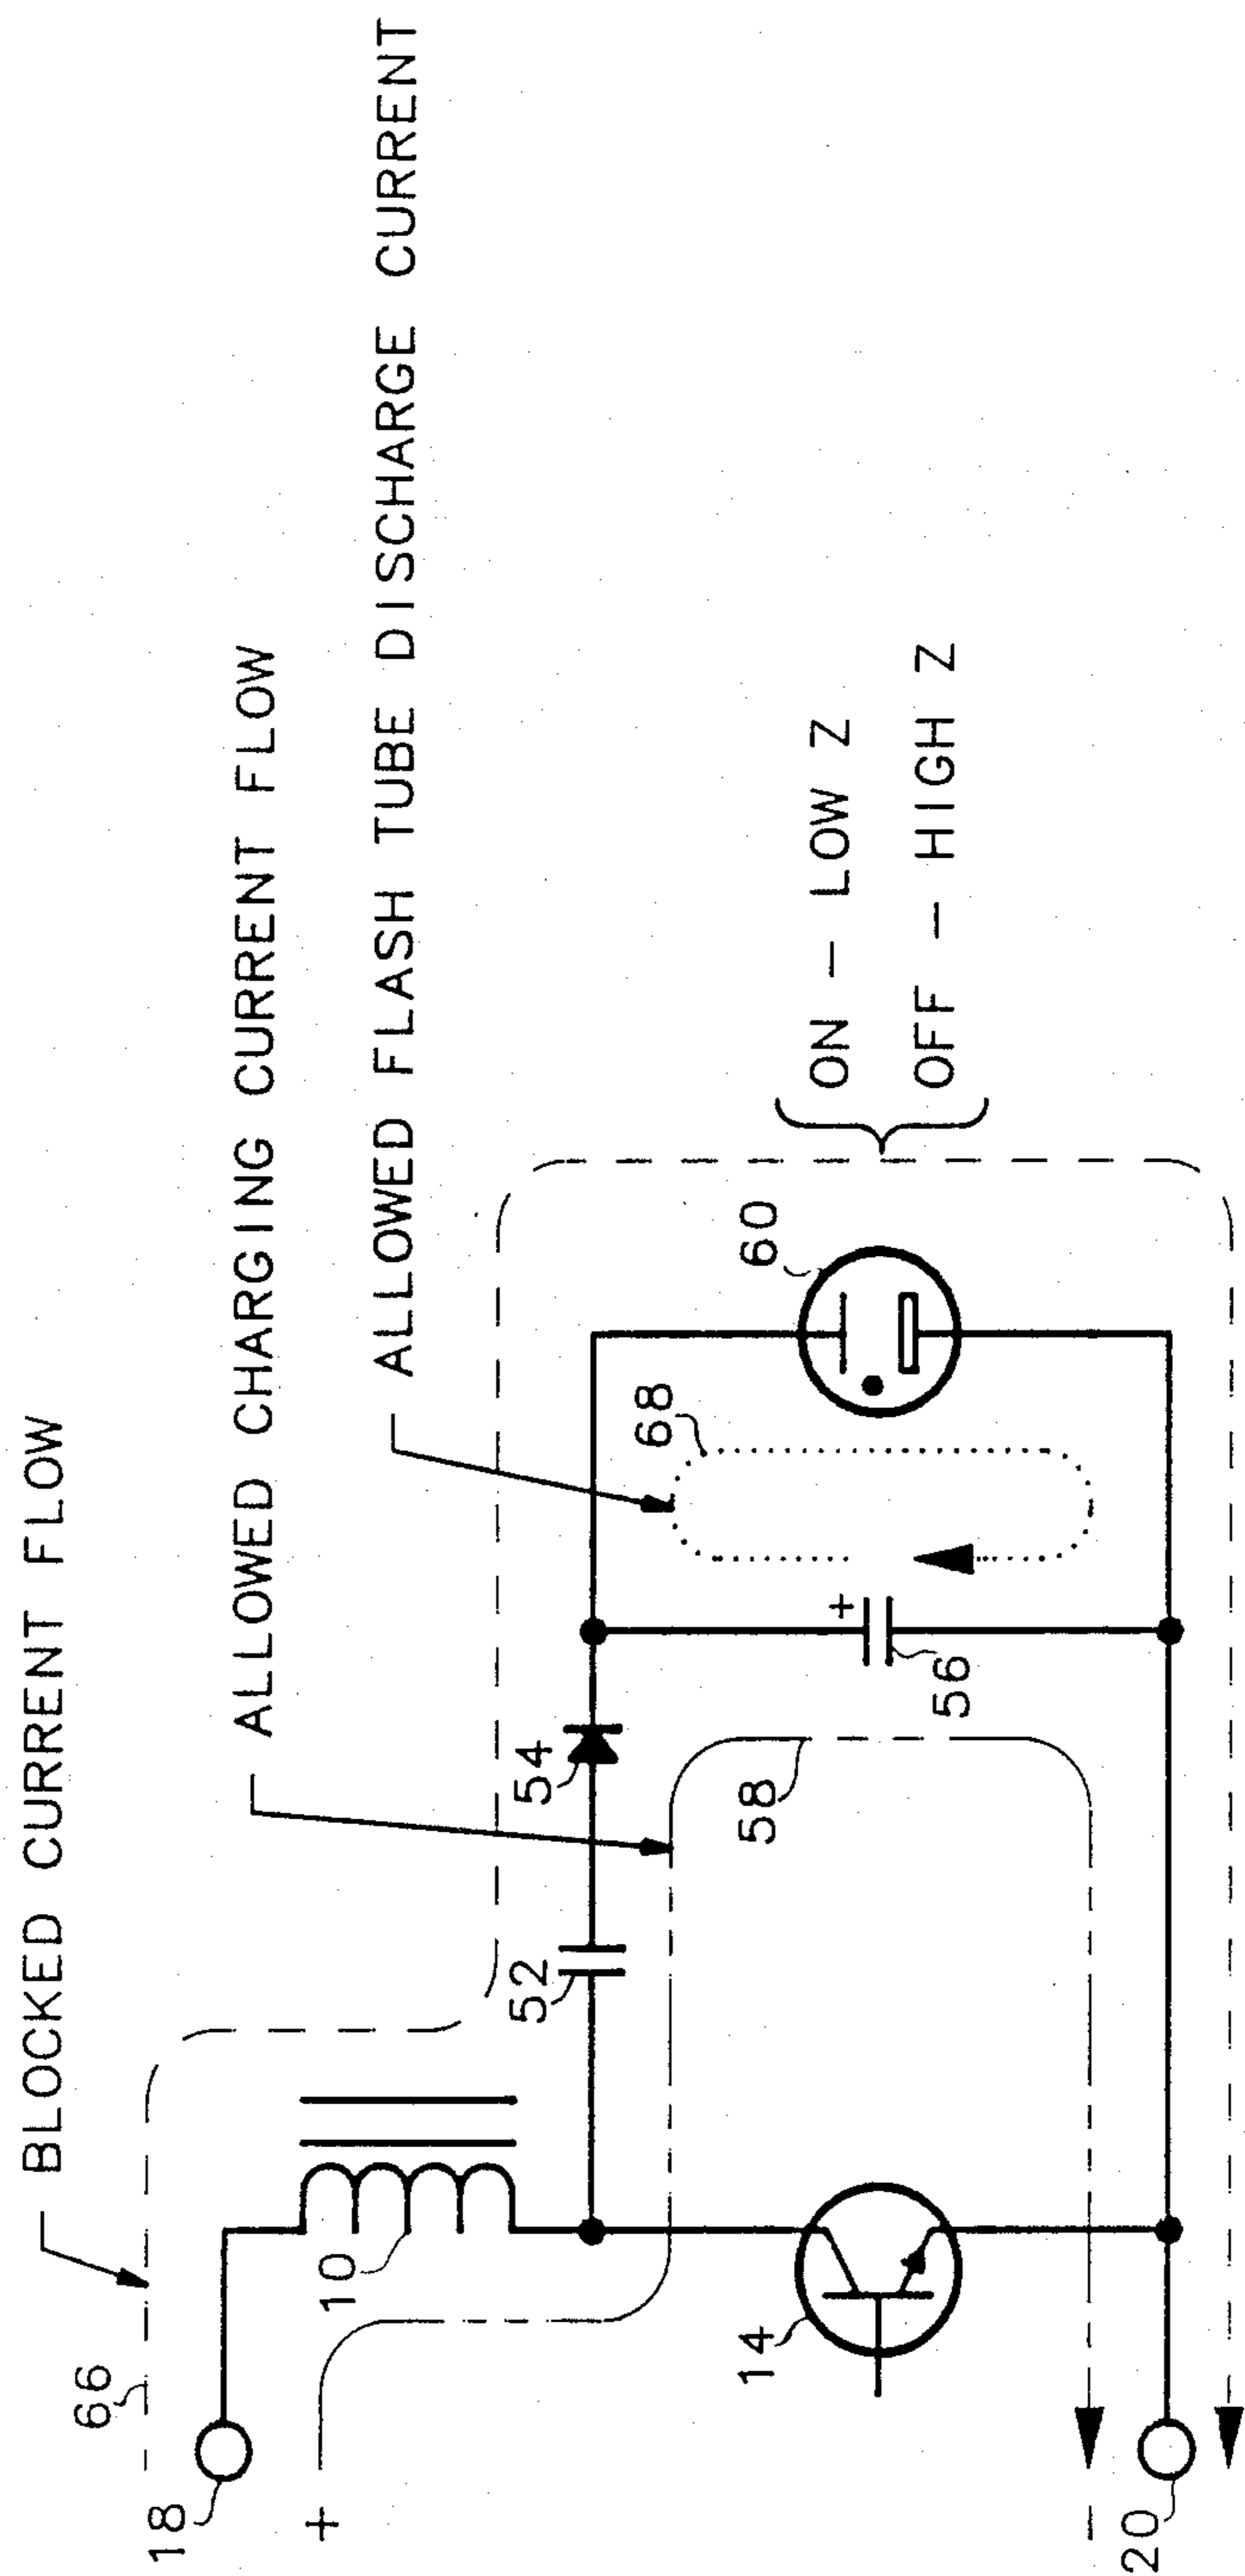 BLOCKED CURRENT FLOW
ALLOWED CHARGING CURRENT FLOW
ALLOWED FLASH TUBE DISCHARGE CURRENT
66
18
+
10
52
54
58
68
60
+
56
14
20
−
ON – LOW Z
OFF – HIGH Z